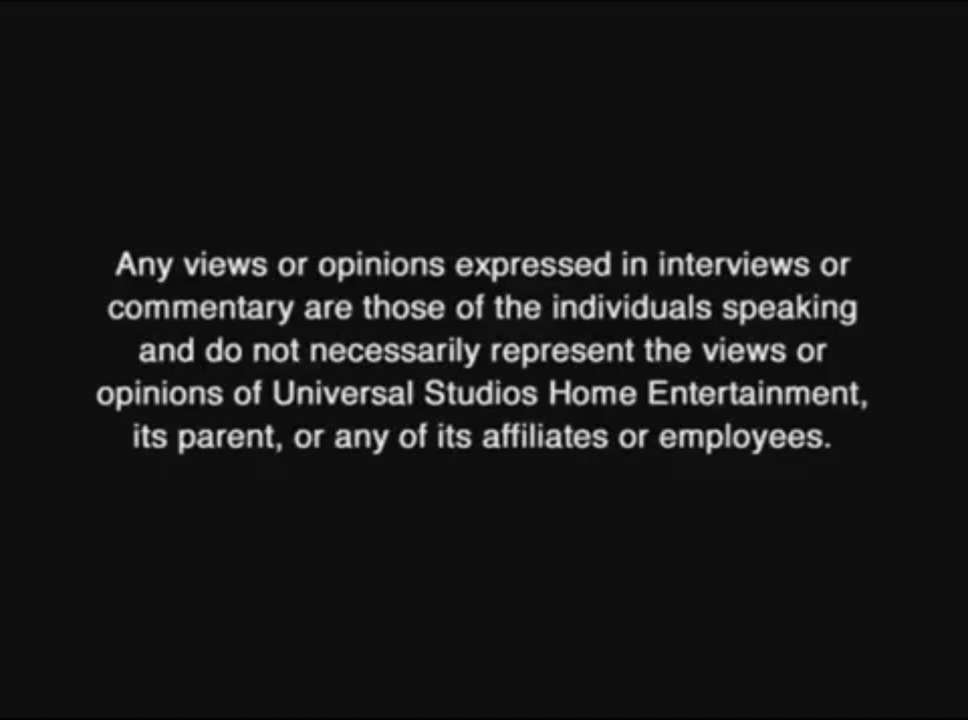 Any views or opinions expressed in interviews or
commentary are those of the individuals speaking
and do not necessarily represent the views or
opinions of Universal Studios Home Entertainment,
its parent, or any of its affiliates or employees.